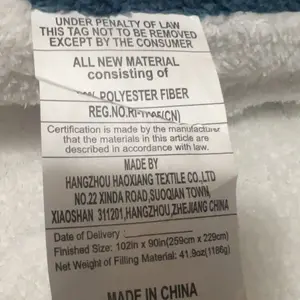 UNDER PENALTY OF LAW
THIS TAG NOT TO BE REMOVED
EXCEPT BY THE CONSUMER
ALL NEW MATERIAL
consisting of
POLYESTER FIBER
REG.NO.
(CN)
Certification is made by the manufacturer
that the materials in this article are
described in accordance with law.
MADE BY
HANGZHOU HAOXIANG TEXTILE CO.,LTD
NO.22 XINDA ROAD,SUOQIAN TOWN,
XIAOSHAN 311201,HANGZHOU,ZHEJIANG CHINA
Date of Delivery:
Finished Size: 102in x 90in(259cm x 229cm)
Net Weight of Filling Material: 41.9oz(1186g)
MADE IN CHINA